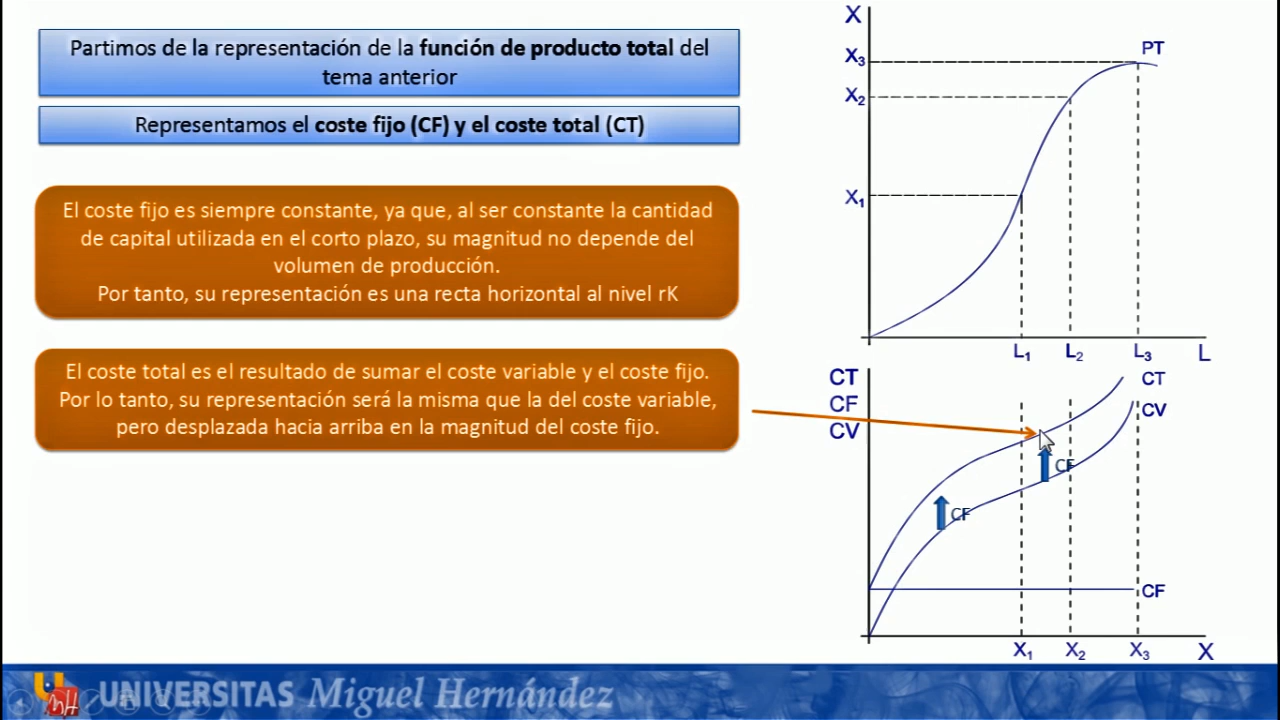 Partimos de la representación de la función de producto total del
tema anterior
Representamos el coste fijo (CF) y el coste total (CT)
El coste fijo es siempre constante, ya que, al ser constante la cantidad
de capital utilizada en el corto plazo, su magnitud no depende del
volumen de producción.
Por tanto, su representación es una recta horizontal al nivel rK
El coste total es el resultado de sumar el coste variable y el coste fijo.
Por lo tanto, su representación será la misma que la del coste variable,
pero desplazada hacia arriba en la magnitud del coste fijo.
X
X₃
PT
X₂
X₁
L₁ L₂ L₃ L
CT
CF
CV
CT
CV
CF
CF
CF
X₁ X₂ X₃ X
UNIVERSITAS Miguel Hernández